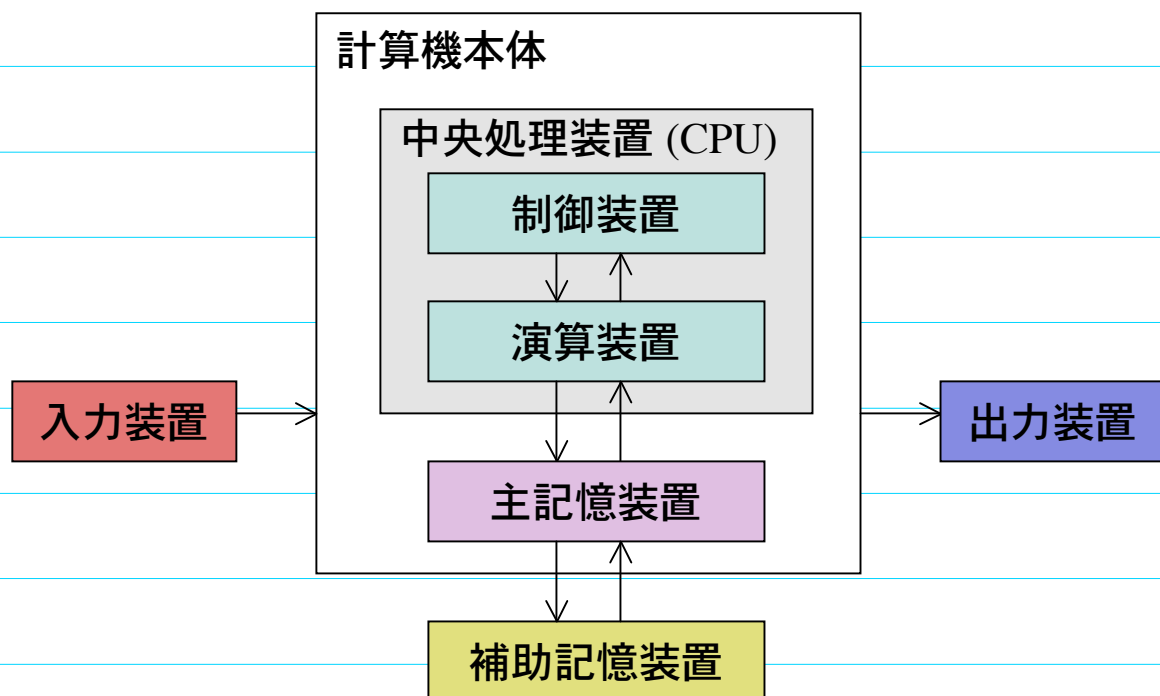 計算機本体
中央処理装置 (CPU)
制御装置
演算装置
入力装置
出力装置
主記憶装置
補助記憶装置